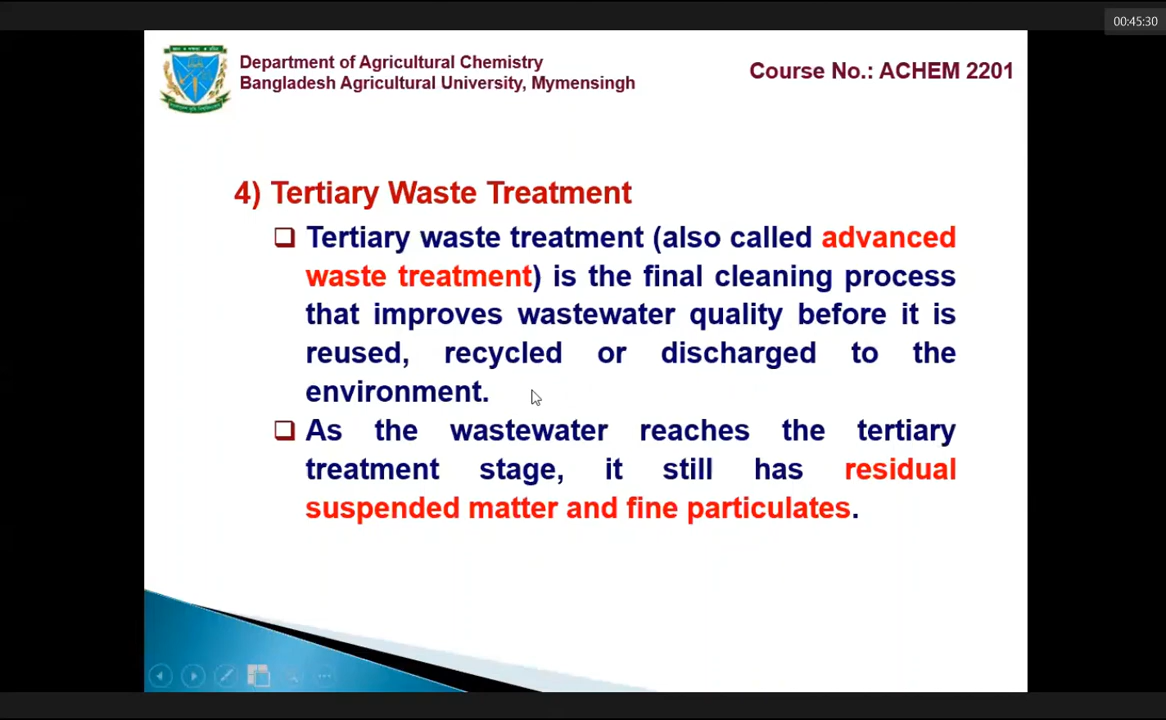 00:45:30
Department of Agricultural Chemistry
Bangladesh Agricultural University, Mymensingh
Course No.: ACHEM 2201
4) Tertiary Waste Treatment
Tertiary waste treatment (also called advanced
waste treatment) is the final cleaning process
that improves wastewater quality before it is
reused, recycled or discharged to the
environment.
As the wastewater reaches the tertiary
treatment stage, it still has residual
suspended matter and fine particulates.